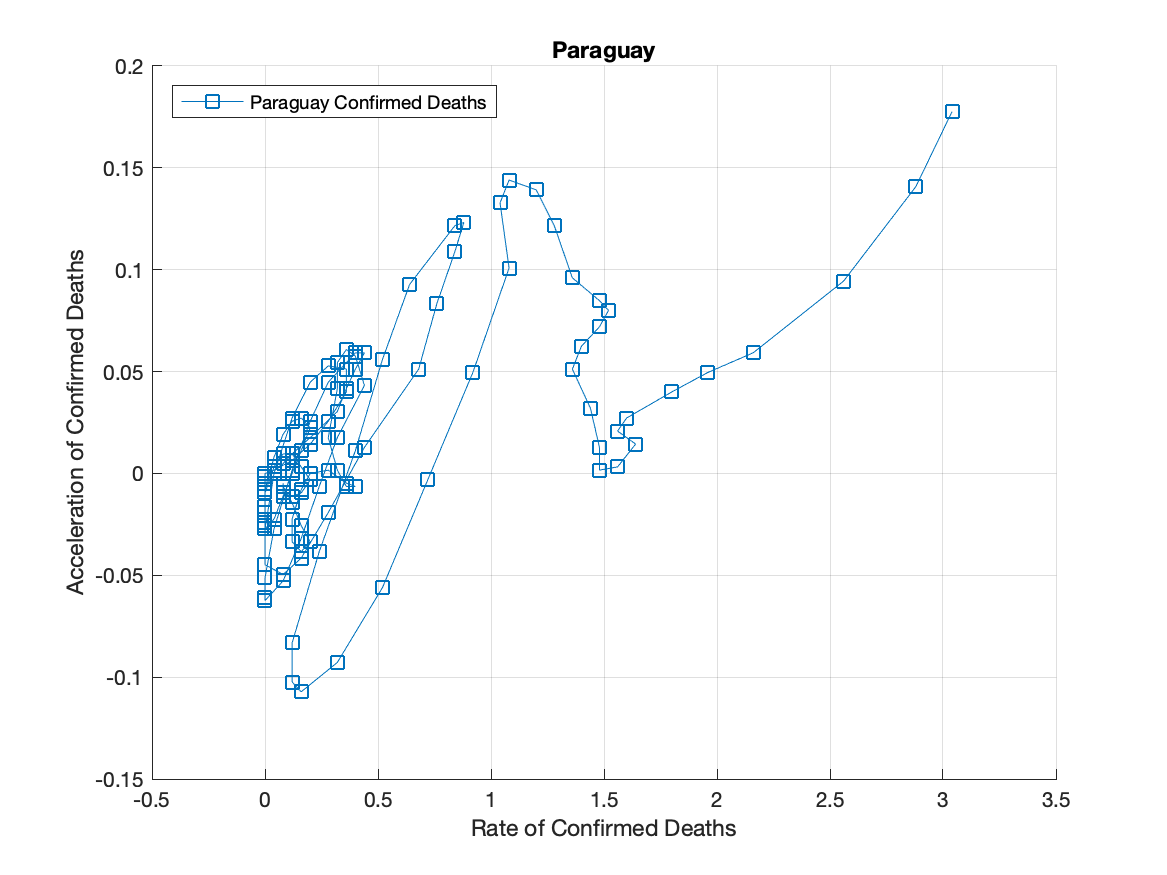 Paraguay
Paraguay Confirmed Deaths
0.2
0.15
0.1
0.05
0
-0.05
-0.1
-0.15
Acceleration of Confirmed Deaths
-0.5 0 0.5 1 1.5 2 2.5 3 3.5
Rate of Confirmed Deaths